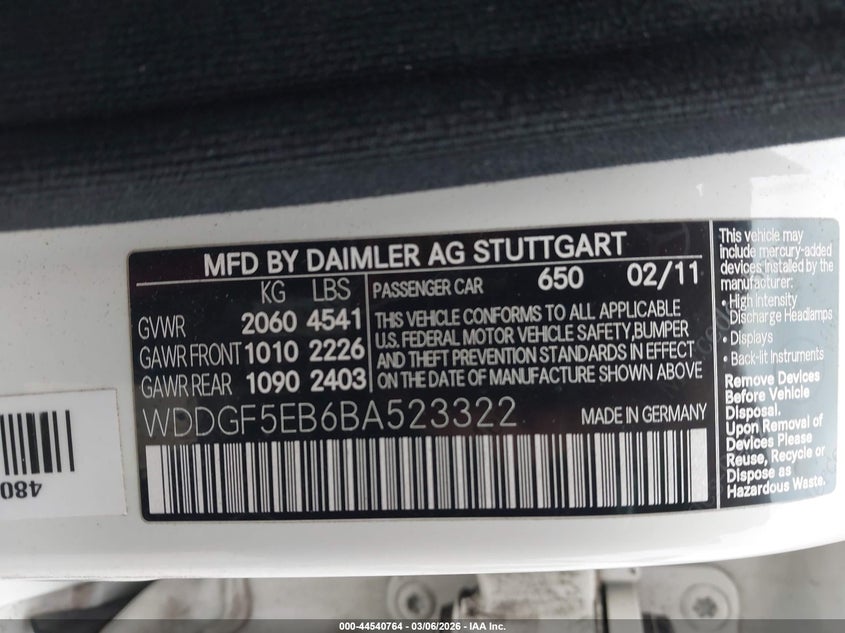 MFD BY DAIMLER AG STUTTGART
KG LBS
GVWR 2060 4541
GAWR FRONT 1010 2226
GAWR REAR 1090 2403
PASSENGER CAR 650 02/11
THIS VEHICLE CONFORMS TO ALL APPLICABLE
U.S. FEDERAL MOTOR VEHICLE SAFETY,BUMPER
AND THEFT PREVENTION STANDARDS IN EFFECT
ON THE DATE OF MANUFACTURE SHOWN ABOVE
WDDGF5EB6BA523322 MADE IN GERMANY
This vehicle may
include mercury-added
devices installed by the
manufacturer:
• High Intensity
Discharge Headlamps
• Displays
• Back-lit Instruments
Remove Devices
Before Vehicle
Disposal.
Upon Removal of
Devices Please
Reuse, Recycle or
Dispose as
Hazardous Waste.
480
000-44540764 | 03/06/2026 - IAA Inc.